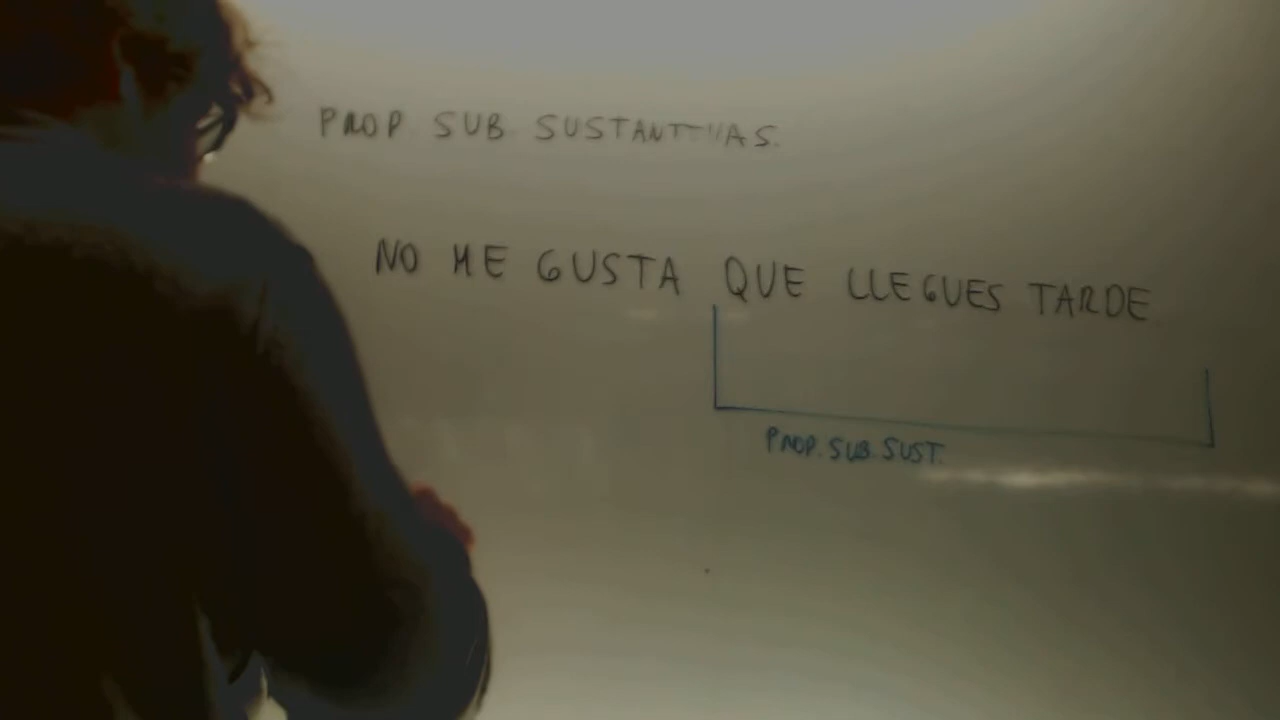 PROP SUB SUSTANTIVAS.
NO ME GUSTA QUE LLEGUES TARDE.
PROP. SUB. SUST.